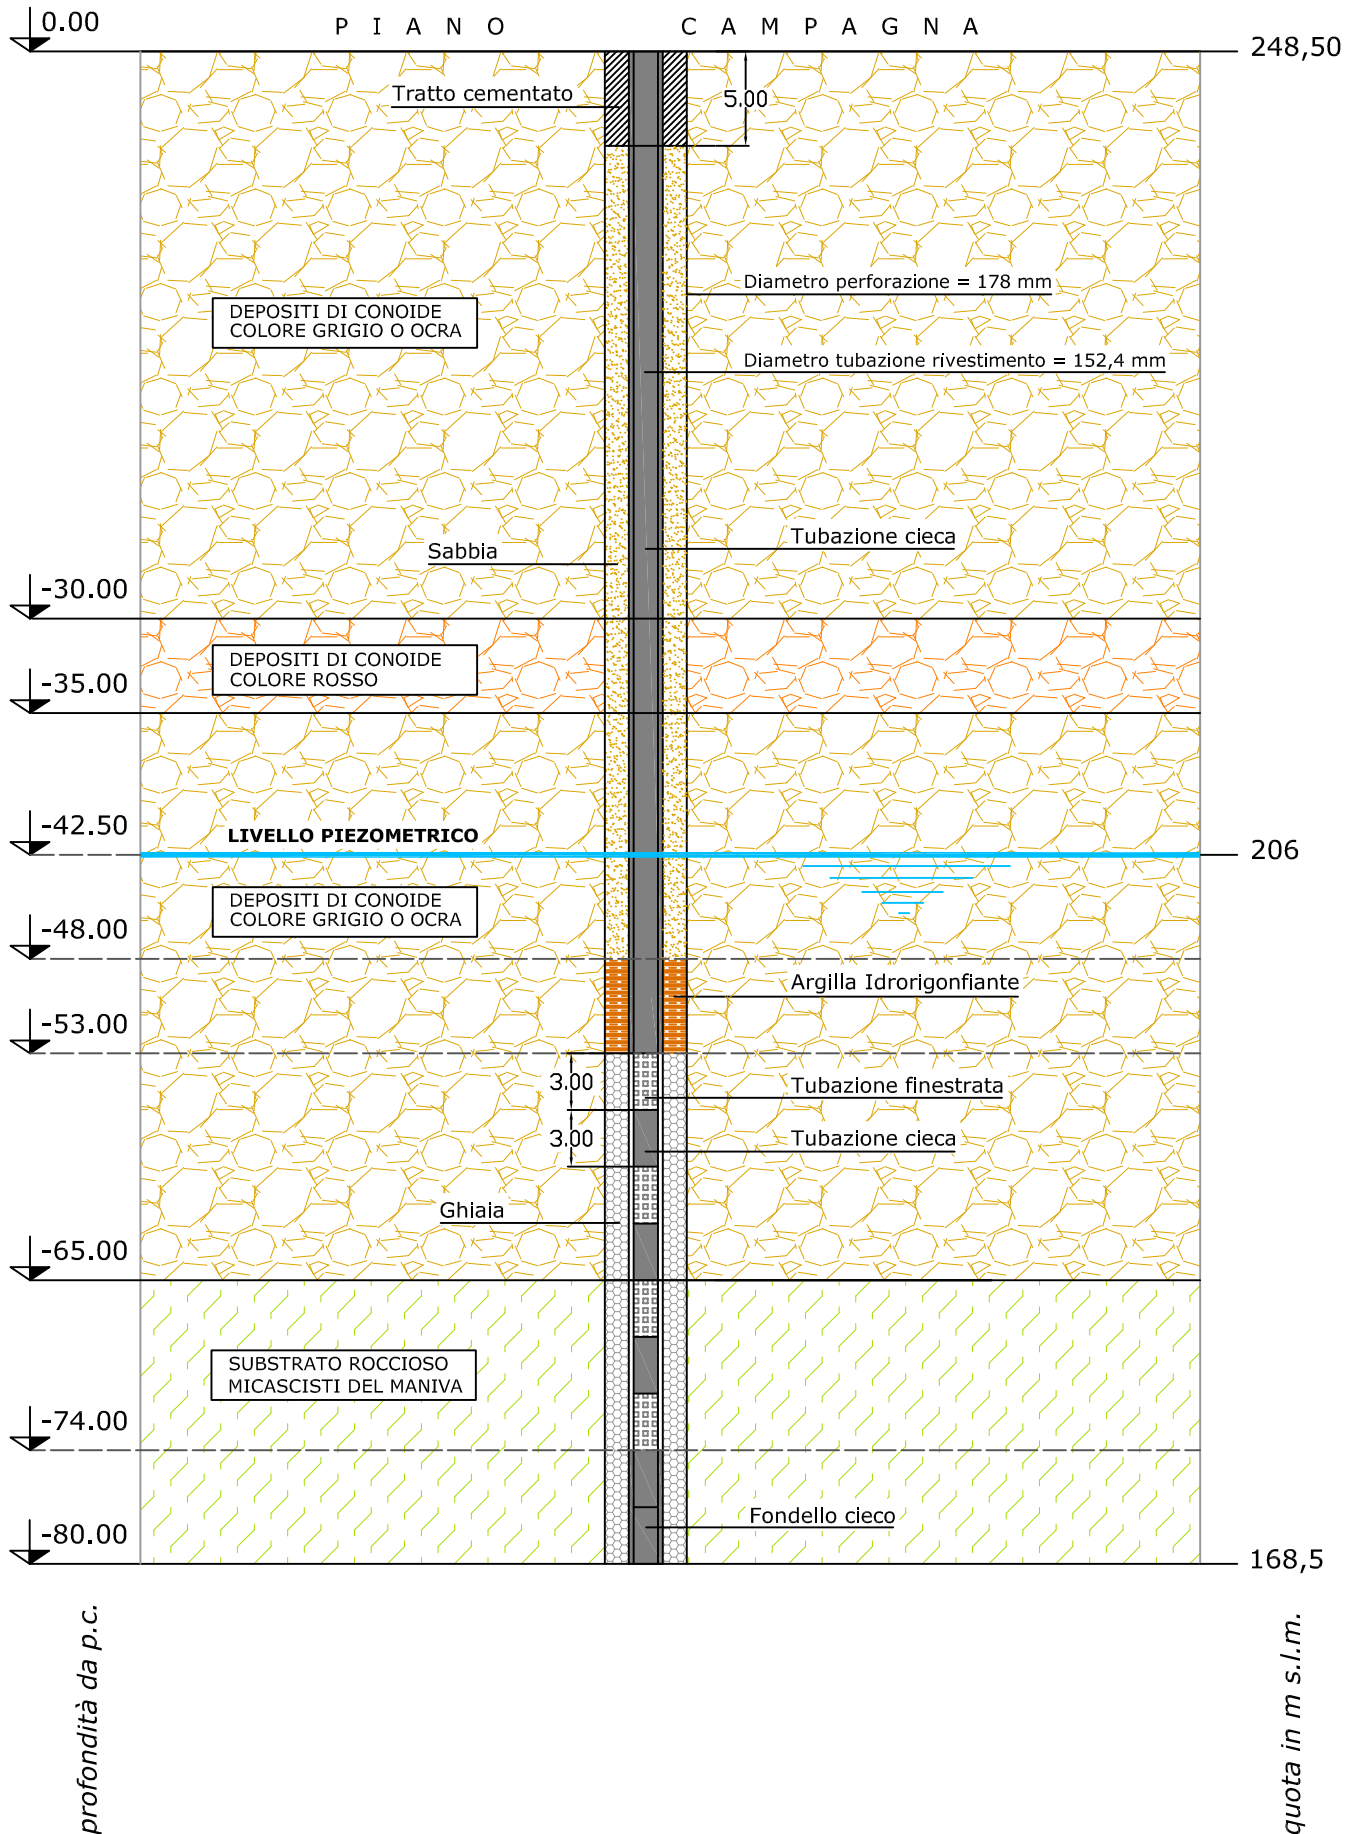 0.00
P I A N O C A M P A G N A
248,50
Tratto cementato
5.00
Diametro perforazione = 178 mm
DEPOSITI DI CONOIDE
COLORE GRIGIO O OCRA
Diametro tubazione rivestimento = 152,4 mm
Tubazione cieca
Sabbia
-30.00
DEPOSITI DI CONOIDE
COLORE ROSSO
-35.00
-42.50
LIVELLO PIEZOMETRICO
206
DEPOSITI DI CONOIDE
COLORE GRIGIO O OCRA
-48.00
Argilla Idrorigonfiante
-53.00
3.00
Tubazione finestrata
3.00
Tubazione cieca
Ghiaia
-65.00
SUBSTRATO ROCCIOSO
MICASCISTI DEL MANIVA
-74.00
Fondello cieco
-80.00
168,5
profondità da p.c.
quota in m s.l.m.